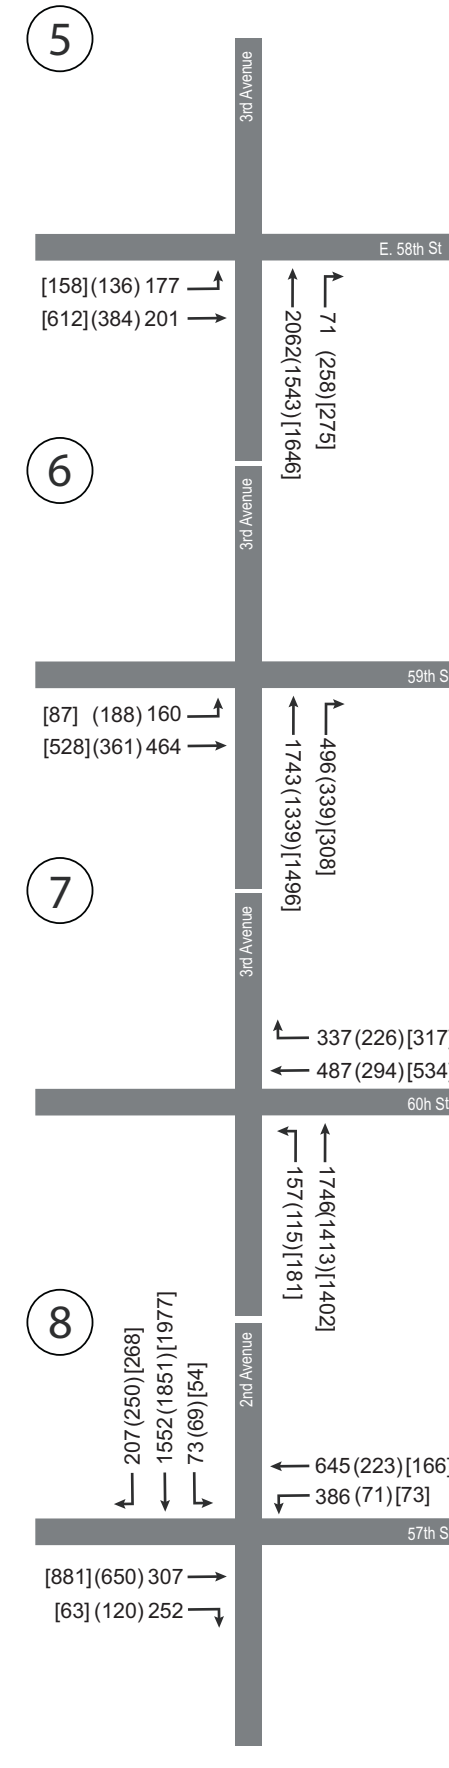 5
3rd Avenue
E. 58th St
[158](136) 177
[612](384) 201
2062(1543)[1646]
71 (258)[275]
6
3rd Avenue
59th S
[87] (188) 160
[528](361) 464
1743(1339)[1496]
496(339)[308]
7
3rd Avenue
337(226)[317]
487(294)[534]
60h St
157(115)[181]
1746(1413)[1402]
8
2nd Avenue
207(250)[268]
1552(1851)[1977]
73(69)[54]
645(223)[166]
386(71)[73]
57th S
[881](650) 307
[63](120) 252